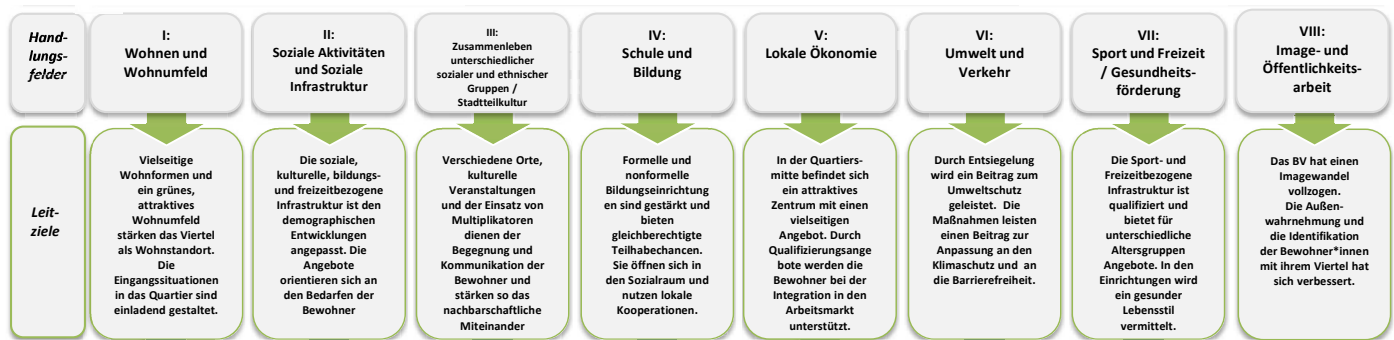 Hand-
lungs-
felder
I:
Wohnen und
Wohnumfeld
II:
Soziale Aktivitäten
und Soziale
Infrastruktur
III:
Zusammenleben
unterschiedlicher
sozialer und ethnischer
Gruppen /
Stadtteilkultur
IV:
Schule und
Bildung
V:
Lokale Ökonomie
VI:
Umwelt und
Verkehr
VII:
Sport und Freizeit
/ Gesundheits-
förderung
VIII:
Image- und
Öffentlichkeits-
arbeit
Leit-
ziele
Vielseitige
Wohnformen und
ein grünes,
attraktives
Wohnumfeld
stärken das Viertel
als Wohnstandort.
Die
Eingangssituationen
in das Quartier sind
einladend gestaltet.
Die soziale,
kulturelle, bildungs-
und freizeitbezogene
Infrastruktur ist den
demographischen
Entwicklungen
angepasst. Die
Angebote
orientieren sich an
den Bedarfen der
Bewohner
Verschiedene Orte,
kulturelle
Veranstaltungen
und der Einsatz von
Multiplikatoren
dienen der
Begegnung und
Kommunikation der
Bewohner und
stärken so das
nachbarschaftliche
Miteinander
Formelle und
nonformelle
Bildungseinrichtung
en sind gestärkt und
bieten
gleichberechtigte
Teilhabechancen.
Sie öffnen sich in
den Sozialraum und
nutzen lokale
Kooperationen.
In der Quartiers-
mitte befindet sich
ein attraktives
Zentrum mit einen
vielseitigen
Angebot. Durch
Qualifizierungsange
bote werden die
Bewohner bei der
Integration in den
Arbeitsmarkt
unterstützt.
Durch Entsiegelung
wird ein Beitrag zum
Umweltschutz
geleistet. Die
Maßnahmen leisten
einen Beitrag zur
Anpassung an den
Klimaschutz und an
die Barrierefreiheit.
Die Sport- und
Freizeitbezogene
Infrastruktur ist
qualifiziert und
bietet für
unterschiedliche
Altersgruppen
Angebote. In den
Einrichtungen wird
ein gesunder
Lebensstil
vermittelt.
Das BV hat einen
Imagewandel
vollzogen.
Die Außen-
wahrnehmung und
die Identifikation
der Bewohner*innen
mit ihrem Viertel hat
sich verbessert.